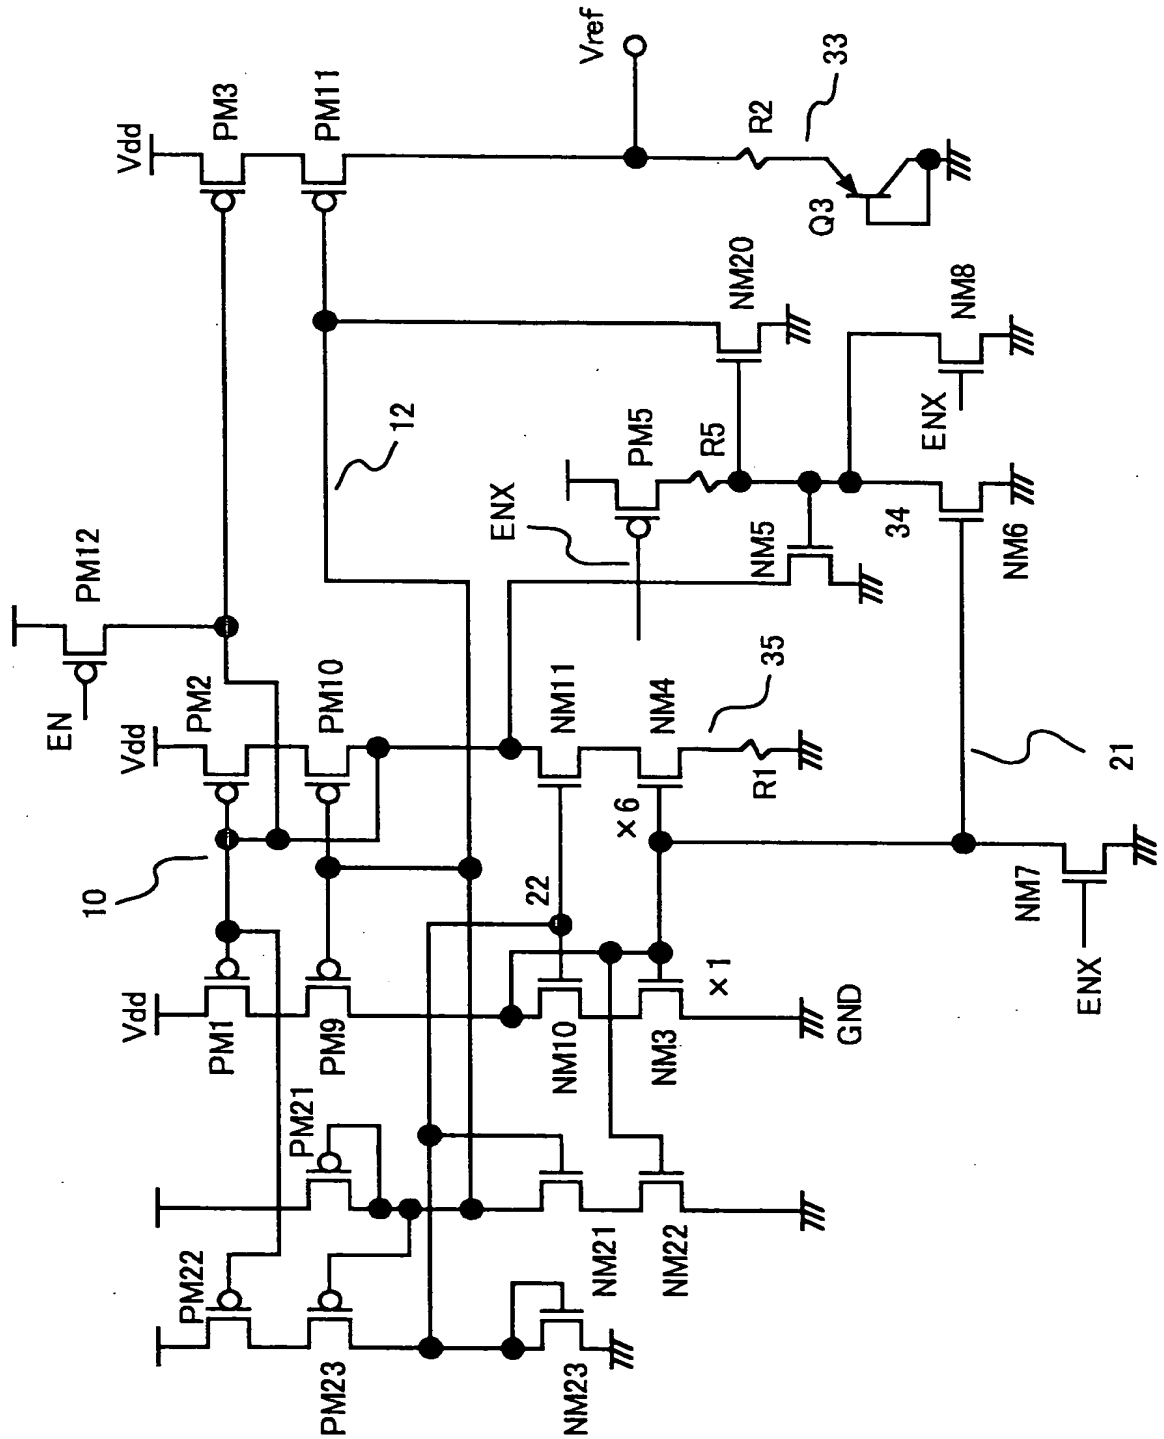 EN
PM12
Vdd
Vdd
Vdd
PM22
PM1
10
PM2
PM3
PM21
PM9
PM10
PM11
PM23
12
Vref
22
ENX
PM5
NM10
NM11
R5
NM20
R2
33
NM21
NM23
NM3
×1
×6
NM4
NM5
Q3
NM22
35
R1
GND
34
ENX
NM8
NM6
NM7
ENX
21